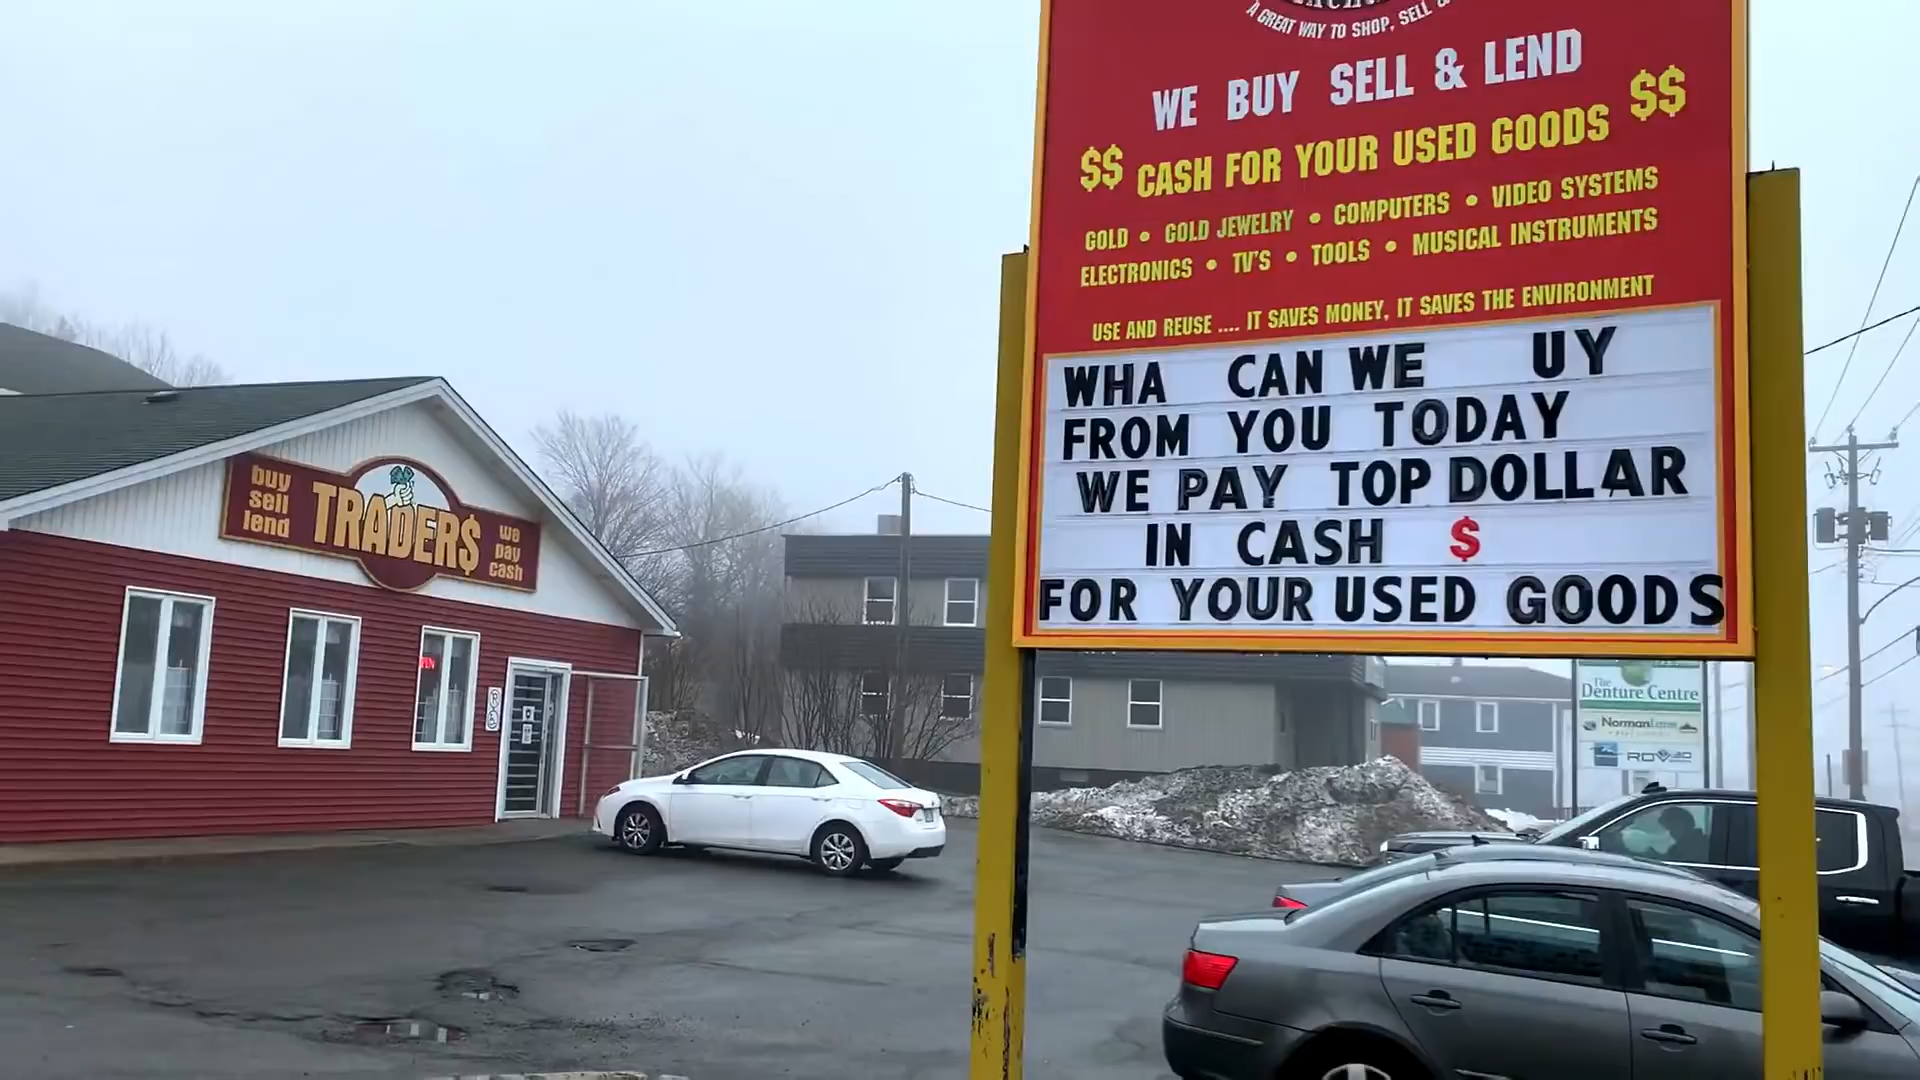 A GREAT WAY TO SHOP, SELL &
WE BUY SELL & LEND
$$ CASH FOR YOUR USED GOODS $$
GOLD • GOLD JEWELRY • COMPUTERS • VIDEO SYSTEMS
ELECTRONICS • TV'S • TOOLS • MUSICAL INSTRUMENTS
USE AND REUSE .... IT SAVES MONEY, IT SAVES THE ENVIRONMENT
WHA CAN WE UY
FROM YOU TODAY
WE PAY TOP DOLLAR
IN CASH $
FOR YOUR USED GOODS
buy
sell
lend
TRADER$
we
pay
cash
The
Denture Centre